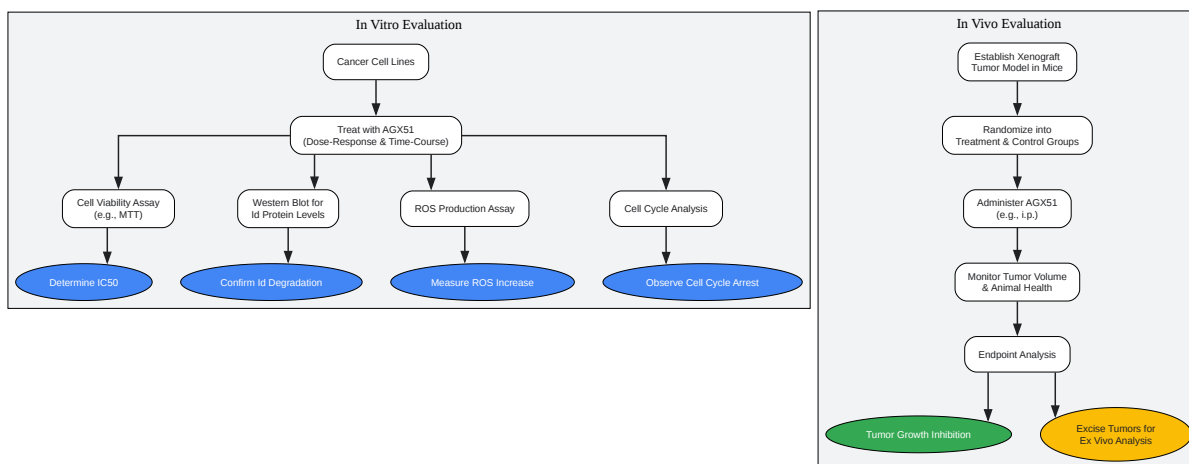 In Vitro Evaluation
Cancer Cell Lines
Treat with AGX51
(Dose-Response & Time-Course)
Cell Viability Assay
(e.g., MTT)
Western Blot for
Id Protein Levels
ROS Production Assay
Cell Cycle Analysis
Determine IC50
Confirm Id Degradation
Measure ROS Increase
Observe Cell Cycle Arrest
In Vivo Evaluation
Establish Xenograft
Tumor Model in Mice
Randomize into
Treatment & Control Groups
Administer AGX51
(e.g., i.p.)
Monitor Tumor Volume
& Animal Health
Endpoint Analysis
Tumor Growth Inhibition
Excise Tumors for
Ex Vivo Analysis